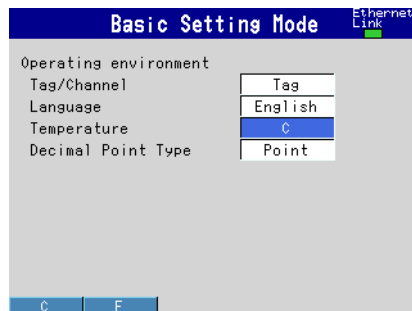 Basic Setting Mode
Ethernet
Link
Operating environment
Tag/Channel Tag
Language English
Temperature C
Decimal Point Type Point
C F